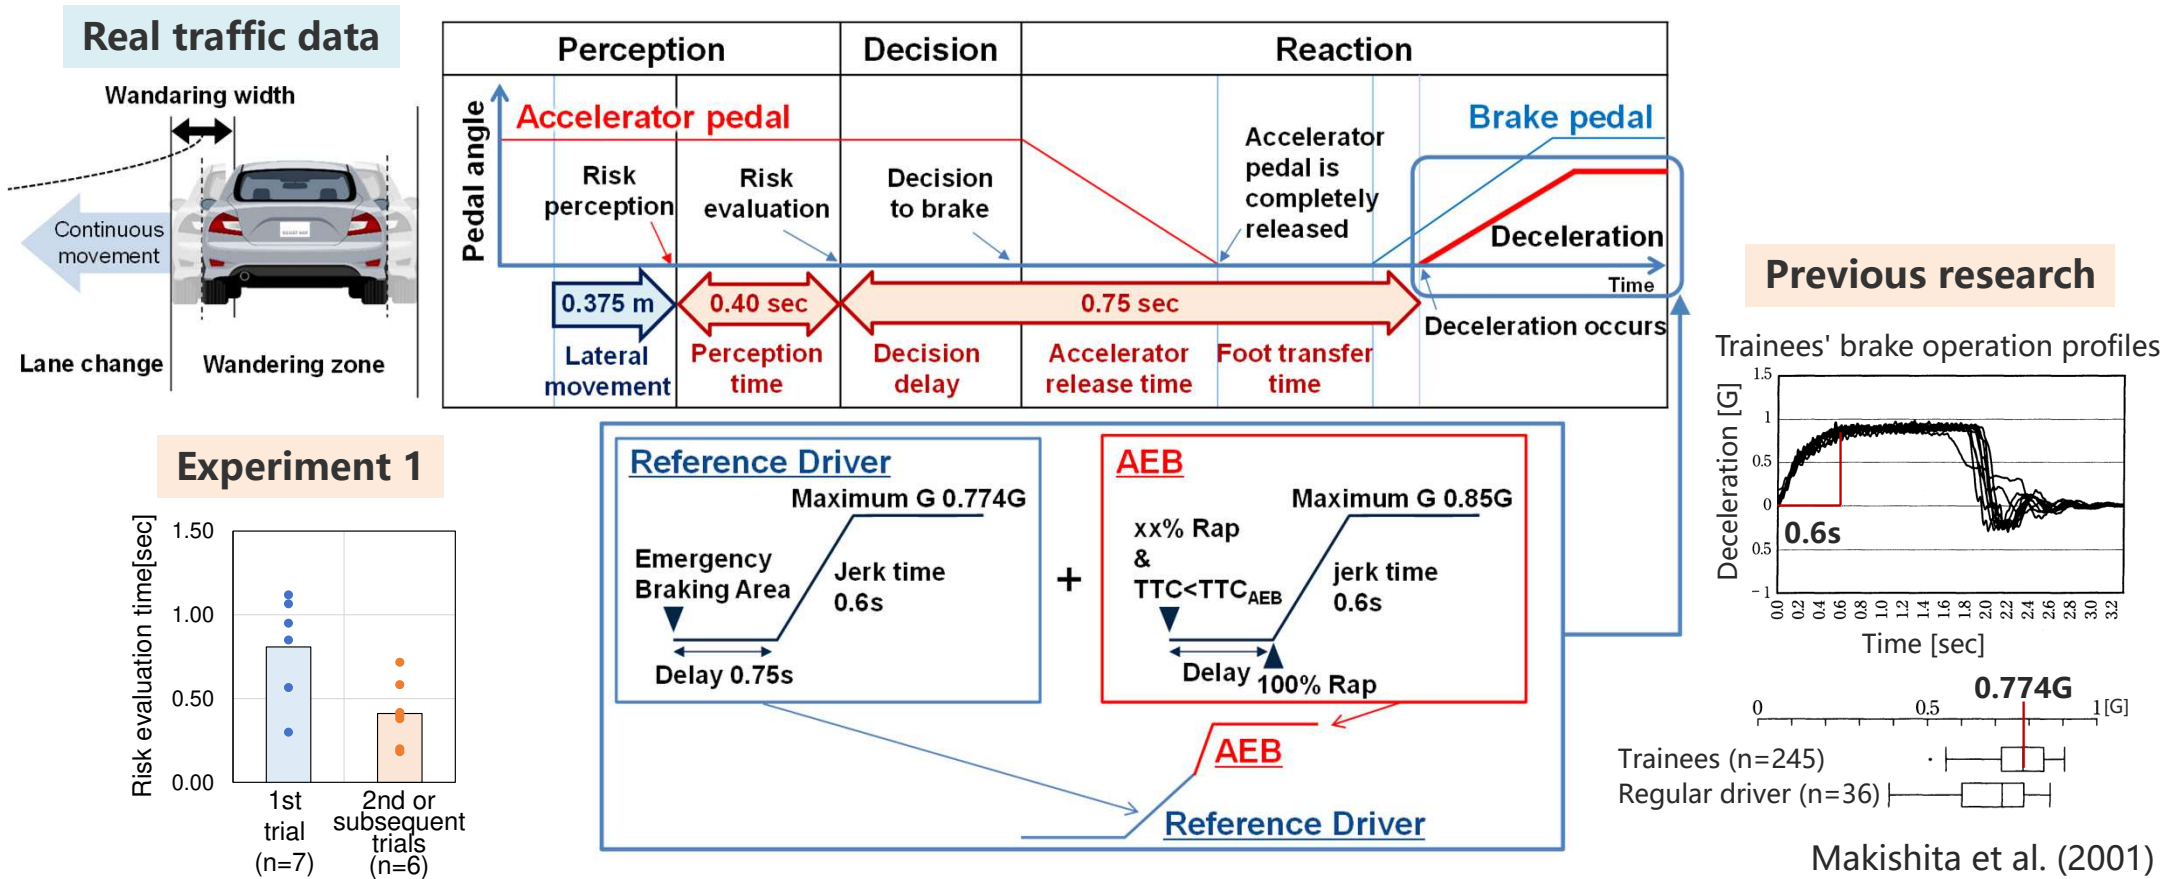 Real traffic data
Wandaring width
Continuous
movement
Lane change
Wandering zone
Perception
Decision
Reaction
Pedal angle
Accelerator pedal
Brake pedal
Risk
perception
Risk
evaluation
Decision
to brake
Accelerator
pedal is
completely
released
Deceleration
Time
0.375 m
0.40 sec
0.75 sec
Deceleration occurs
Lateral
movement
Perception
time
Decision
delay
Accelerator
release time
Foot transfer
time
Experiment 1
Risk evaluation time[sec]
1.50
1.00
0.50
0.00
1st
trial
(n=7)
2nd or
subsequent
trials
(n=6)
Reference Driver
Maximum G 0.774G
Emergency
Braking Area
Jerk time
0.6s
Delay 0.75s
+
AEB
Maximum G 0.85G
xx% Rap
&
TTC<TTCAEB
jerk time
0.6s
Delay
100% Rap
AEB
Reference Driver
Previous research
Trainees' brake operation profiles
Deceleration [G]
1.5
1
0.5
0
0.5
-1
0.6s
0.0 0.2 0.4 0.6 0.8 1.0 1.2 1.4 1.6 1.8 2.0 2.2 2.4 2.6 2.8 3.0 3.2
Time [sec]
0.774G
0 0.5 1 [G]
Trainees (n=245)
Regular driver (n=36)
Makishita et al. (2001)